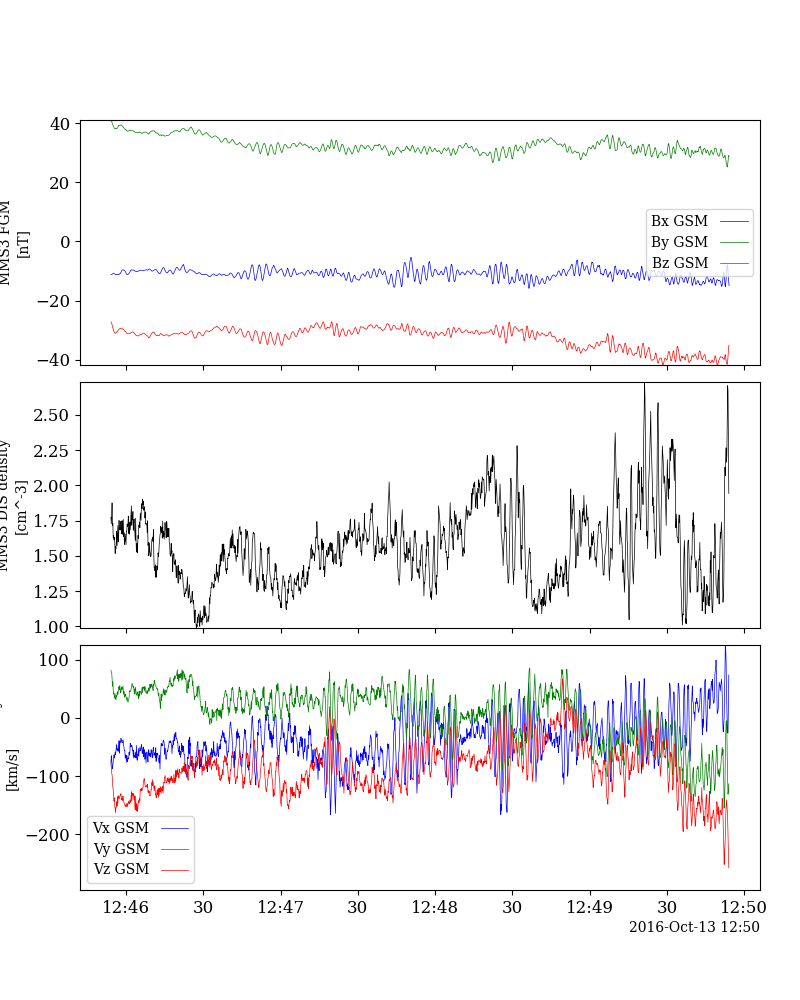 40
20
0
−20
−40
MMS3 FGM
[nT]
Bx GSM
By GSM
Bz GSM
2.50
2.25
2.00
1.75
1.50
1.25
1.00
MMS3 DIS density
[cm^-3]
100
0
−100
−200
[km/s]
Vx GSM
Vy GSM
Vz GSM
12:46 30 12:47 30 12:48 30 12:49 30 12:50
2016-Oct-13 12:50